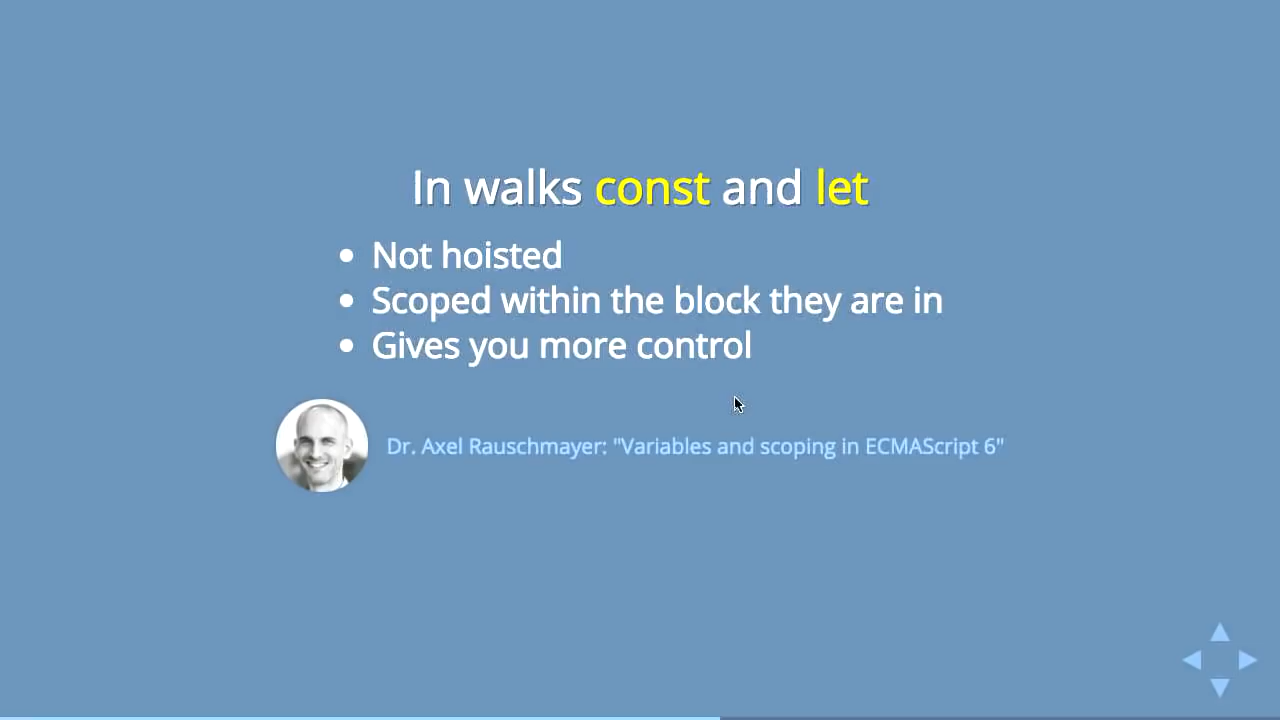 In walks const and let
Not hoisted
Scoped within the block they are in
Gives you more control
Dr. Axel Rauschmayer: "Variables and scoping in ECMAScript 6"